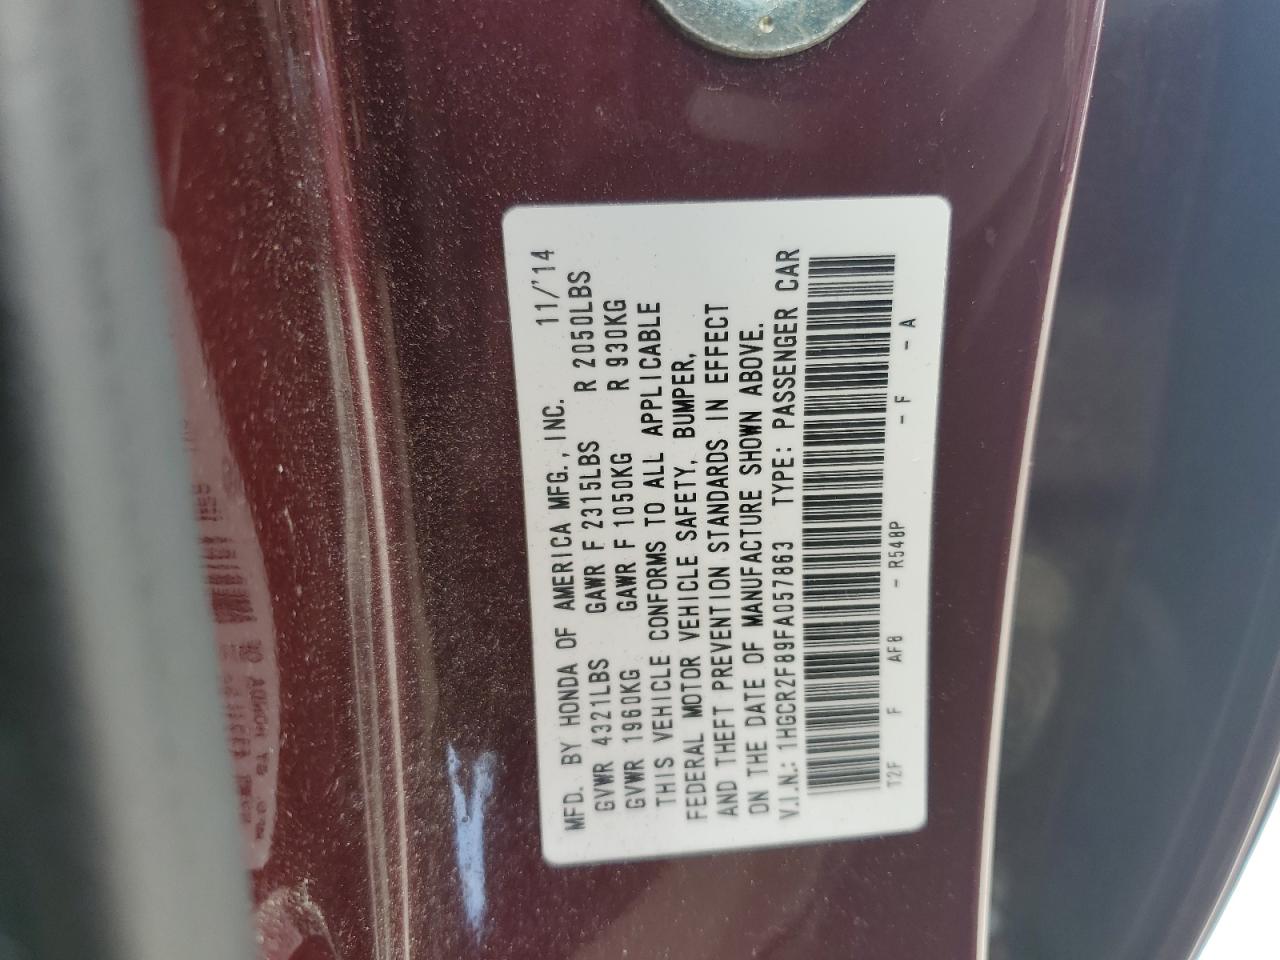 MFD. BY HONDA OF AMERICA MFG., INC. 11/'14
GVWR 4321LBS GAWR F 2315LBS R 2050LBS
GVWR 1960KG GAWR F 1050KG R 930KG
THIS VEHICLE CONFORMS TO ALL APPLICABLE
FEDERAL MOTOR VEHICLE SAFETY, BUMPER,
AND THEFT PREVENTION STANDARDS IN EFFECT
ON THE DATE OF MANUFACTURE SHOWN ABOVE.
V.I.N.: 1HGCR2F89FA057863 TYPE: PASSENGER CAR
T2F F AF8 - R548P - F - A